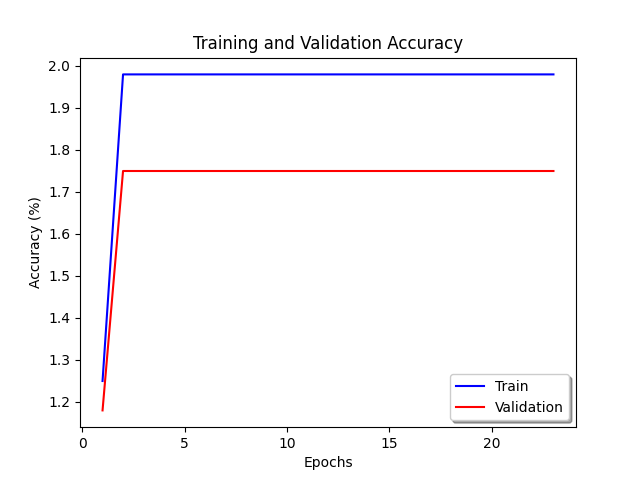 Training and Validation Accuracy
2.0
1.9
1.8
1.7
1.6
1.5
1.4
1.3
1.2
Accuracy (%)
Train
Validation
0 5 10 15 20
Epochs